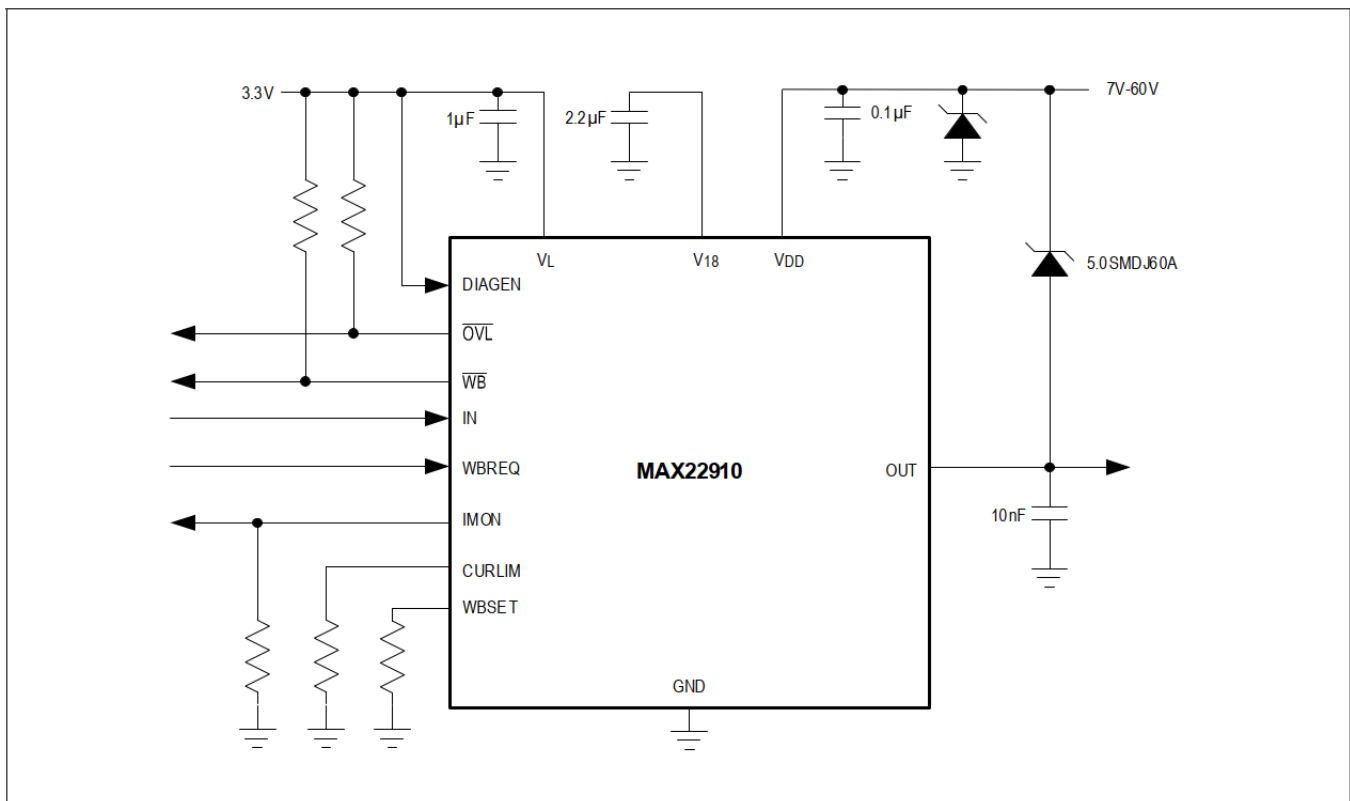 3.3V
1µF
2.2µF
0.1µF
7V-60V
VL
V18
VDD
5.0SMDJ60A
DIAGEN
OVL
WB
IN
WBREQ
MAX22910
OUT
IMON
10nF
CURLIM
WBSET
GND